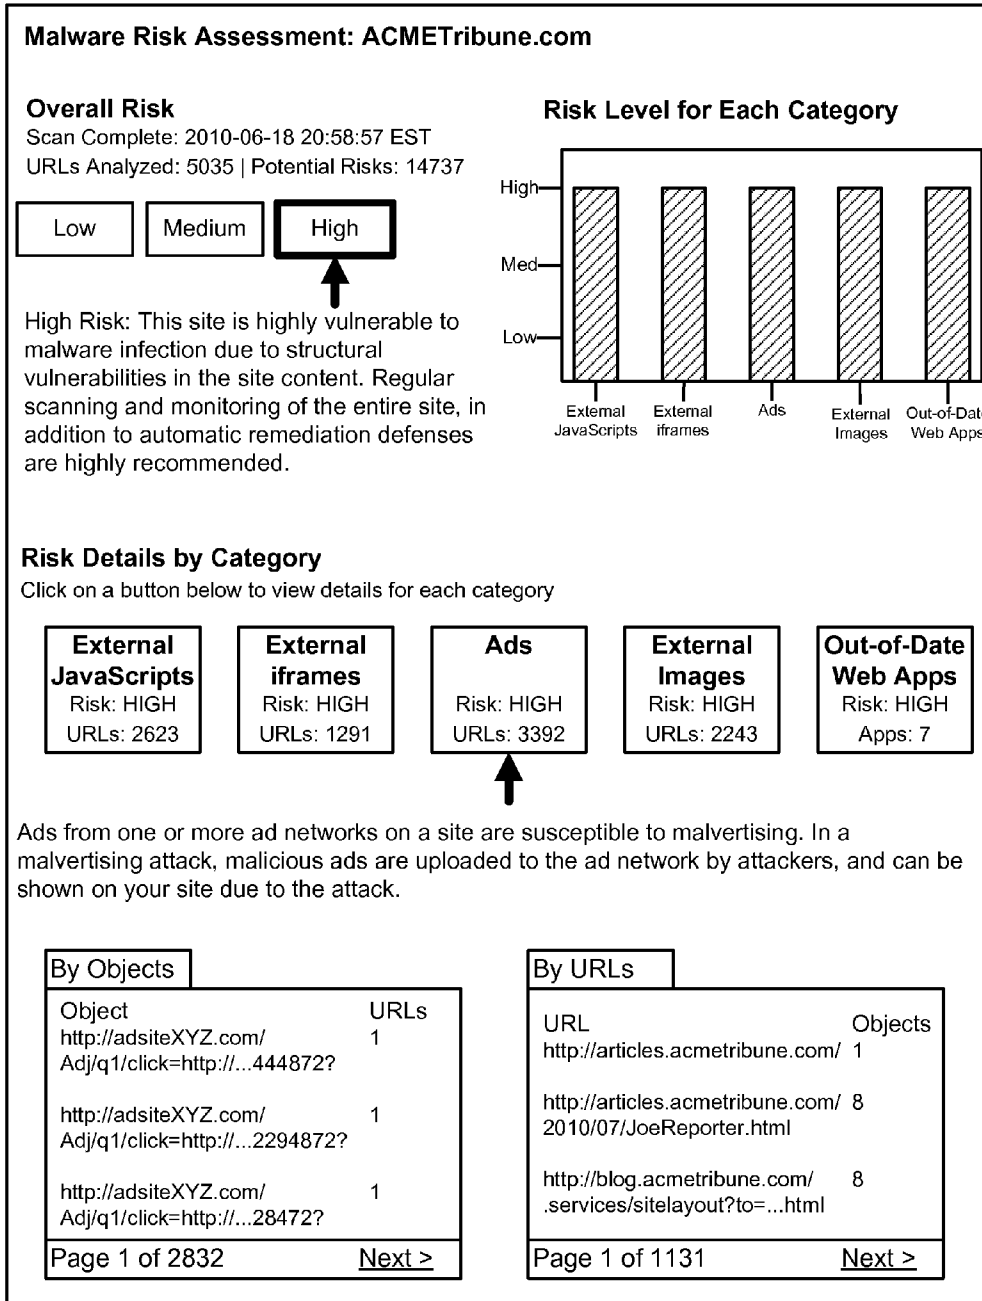 Malware Risk Assessment: ACMETribune.com
Overall Risk
Scan Complete: 2010-06-18 20:58:57 EST
URLs Analyzed: 5035 | Potential Risks: 14737
Low
Medium
High
High Risk: This site is highly vulnerable to
malware infection due to structural
vulnerabilities in the site content. Regular
scanning and monitoring of the entire site, in
addition to automatic remediation defenses
are highly recommended.
Risk Level for Each Category
High
Med
Low
External
JavaScripts
External
iframes
Ads
External
Images
Out-of-Date
Web Apps
Risk Details by Category
Click on a button below to view details for each category
External
JavaScripts
Risk: HIGH
URLs: 2623
External
iframes
Risk: HIGH
URLs: 1291
Ads
Risk: HIGH
URLs: 3392
External
Images
Risk: HIGH
URLs: 2243
Out-of-Date
Web Apps
Risk: HIGH
Apps: 7
Ads from one or more ad networks on a site are susceptible to malvertising. In a
malvertising attack, malicious ads are uploaded to the ad network by attackers, and can be
shown on your site due to the attack.
By Objects
Object URLs
http://adsiteXYZ.com/ 1
Adj/q1/click=http://...444872?
http://adsiteXYZ.com/ 1
Adj/q1/click=http://...2294872?
http://adsiteXYZ.com/ 1
Adj/q1/click=http://...28472?
Page 1 of 2832 Next >
By URLs
URL Objects
http://articles.acmetribune.com/ 1
http://articles.acmetribune.com/ 8
2010/07/JoeReporter.html
http://blog.acmetribune.com/ 8
.services/sitelayout?to=...html
Page 1 of 1131 Next >